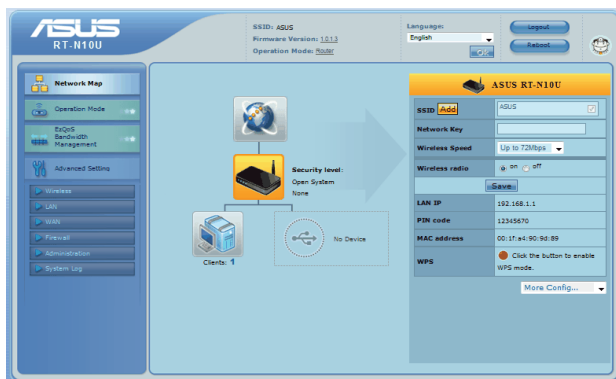 ASUS
RT-N10U
SSID: ASUS
Firmware Version: 1.0.1.3
Operation Mode: Router
Language:
English
Logout
Reboot
Network Map
Operation Mode
EzQoS
Bandwidth
Management
Advanced Setting
Wireless
LAN
WAN
Firewall
Administration
System Log
Security level:
Open System
None
Clients: 1
No Device
ASUS RT-N10U
SSID Add ASUS
Network Key
Wireless Speed Up to 72Mbps
Wireless radio on off
Save
LAN IP 192.168.1.1
PIN code 12345670
MAC address 00:1f:a4:90:9d:89
WPS Click the button to enable
WPS mode.
More Config...